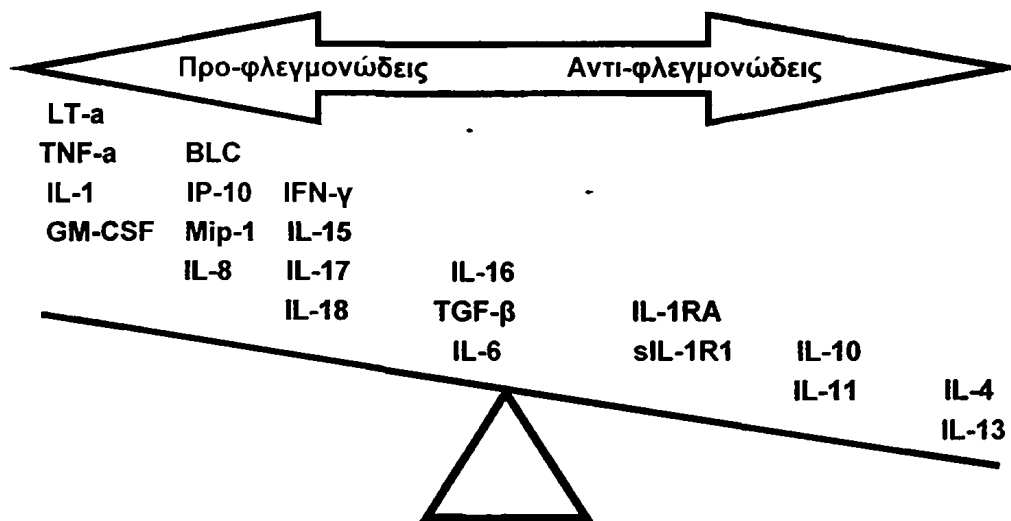 Προ-φλεγμονώδεις Αντι-φλεγμονώδεις
LT-a
TNF-a BLC
IL-1 IP-10 IFN-γ
GM-CSF Mip-1 IL-15
IL-8 IL-17 IL-16
IL-18 TGF-β IL-1RA
IL-6 sIL-1R1 IL-10
IL-11 IL-4
IL-13